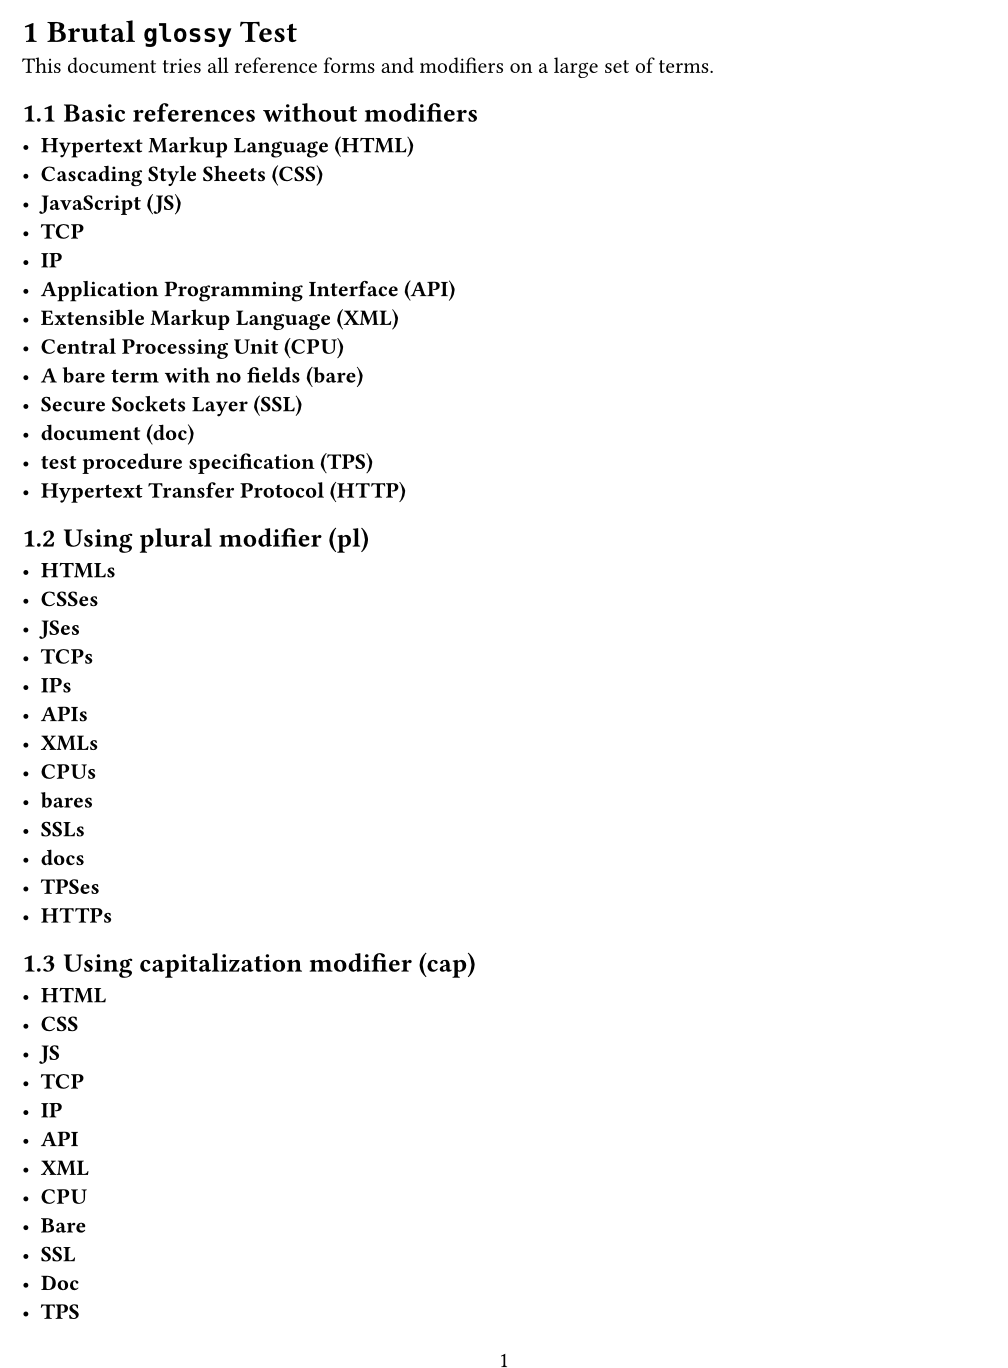 1 Brutal glossy Test
This document tries all reference forms and modifiers on a large set of terms.
1.1 Basic references without modifiers
• Hypertext Markup Language (HTML)
• Cascading Style Sheets (CSS)
• JavaScript (JS)
• TCP
• IP
• Application Programming Interface (API)
• Extensible Markup Language (XML)
• Central Processing Unit (CPU)
• A bare term with no fields (bare)
• Secure Sockets Layer (SSL)
• document (doc)
• test procedure specification (TPS)
• Hypertext Transfer Protocol (HTTP)
1.2 Using plural modifier (pl)
• HTMLs
• CSSes
• JSes
• TCPs
• IPs
• APIs
• XMLs
• CPUs
• bares
• SSLs
• docs
• TPSes
• HTTPs
1.3 Using capitalization modifier (cap)
• HTML
• CSS
• JS
• TCP
• IP
• API
• XML
• CPU
• Bare
• SSL
• Doc
• TPS
1